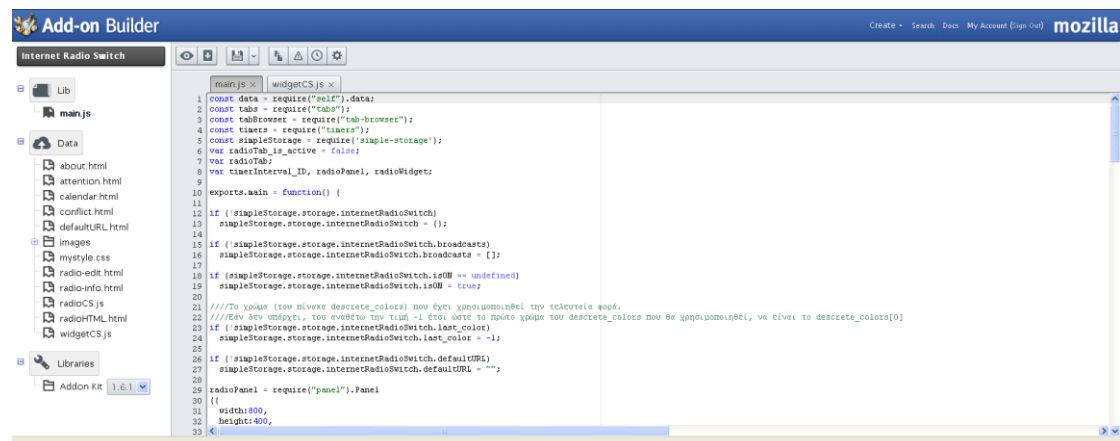 Add-on Builder
Create Search Docs My Account (Sign Out) mozilla
Internet Radio Switch
Lib
main.js
Data
about.html
attention.html
calendar.html
conflict.html
defaultURL.html
images
mystyle.css
radio-edit.html
radio-info.html
radioCS.js
radioHTML.html
widgetCS.js
Libraries
Addon Kit 1.6.1
main.js × widgetCS.js ×
1 const data = require("self").data;
2 const tabs = require("tabs");
3 const tabBrowser = require("tab-browser");
4 const timers = require("timers");
5 const simpleStorage = require('simple-storage');
6 var radioTab_is_active = false;
7 var radioTab;
8 var timerInterval_ID, radioPanel, radioWidget;
9
10 exports.main = function() {
11
12 if (!simpleStorage.storage.internetRadioSwitch)
13 simpleStorage.storage.internetRadioSwitch = {};
14
15 if (!simpleStorage.storage.internetRadioSwitch.broadcasts)
16 simpleStorage.storage.internetRadioSwitch.broadcasts = [];
17
18 if (simpleStorage.storage.internetRadioSwitch.isON == undefined)
19 simpleStorage.storage.internetRadioSwitch.isON = true;
20
21 ////Το χρώμα (του πίνακα descrete_colors) που έχει χρησιμοποιηθεί την τελευταία φορά.
22 ////Εάν δεν υπάρχει, του αναθέτω την τιμή -1 έτσι ώστε το πρώτο χρώμα του descrete_colors που θα χρησιμοποιηθεί, να είναι το descrete_colors[0]
23 if (!simpleStorage.storage.internetRadioSwitch.last_color)
24 simpleStorage.storage.internetRadioSwitch.last_color = -1;
25
26 if (!simpleStorage.storage.internetRadioSwitch.defaultURL)
27 simpleStorage.storage.internetRadioSwitch.defaultURL = "";
28
29 radioPanel = require("panel").Panel
30 ({
31 width:800,
32 height:400,
33